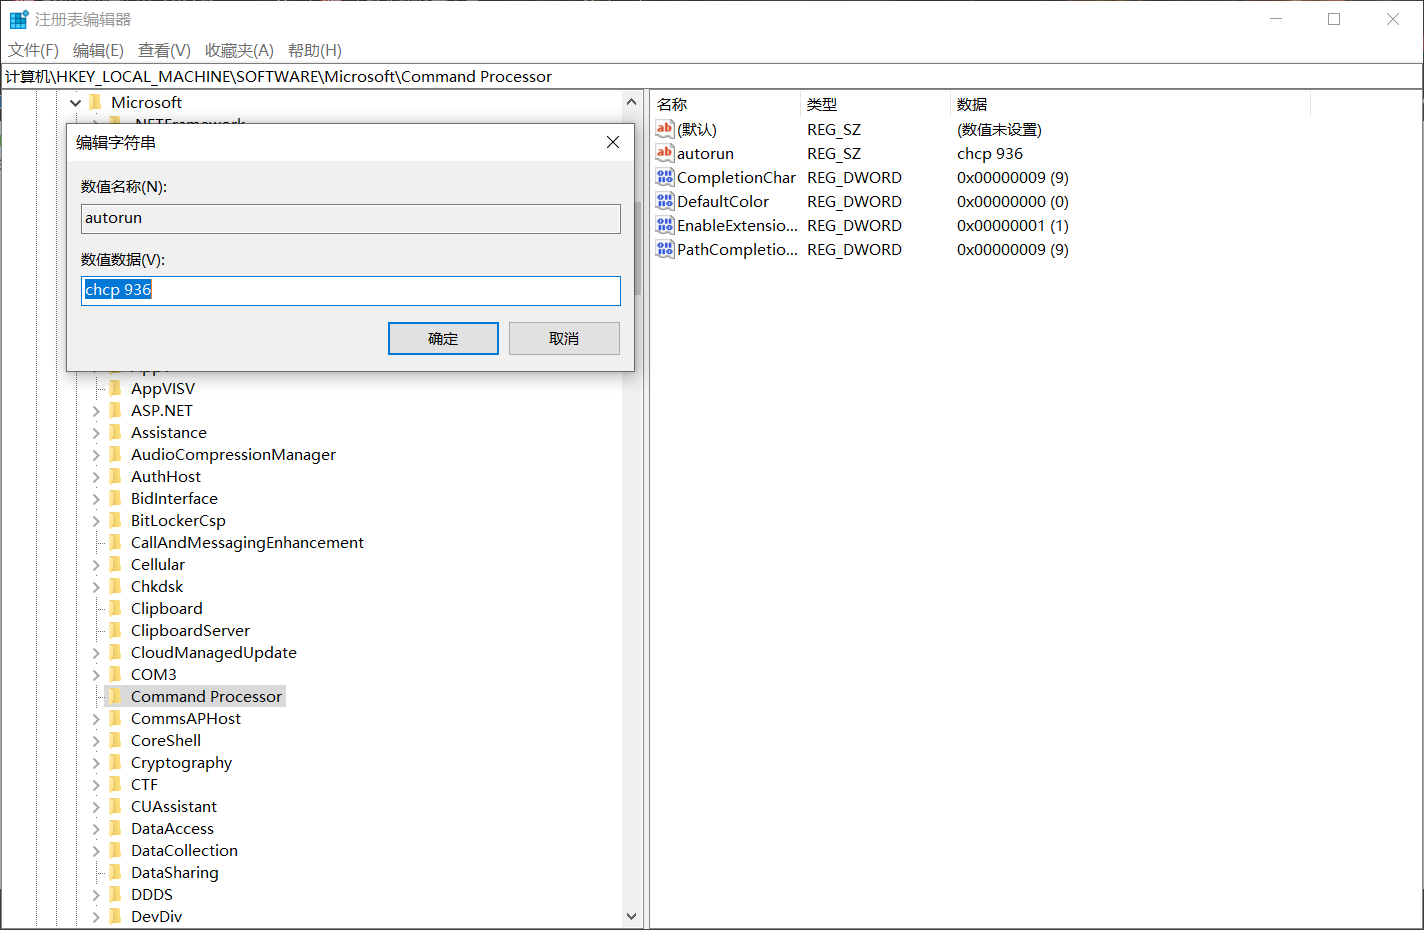 注册表编辑器
文件(F) 编辑(E) 查看(V) 收藏夹(A) 帮助(H)
计算机\HKEY_LOCAL_MACHINE\SOFTWARE\Microsoft\Command Processor
Microsoft
.NETFramework
编辑字符串
数值名称(N):
autorun
数值数据(V):
chcp 936
确定 取消
AppVISV
ASP.NET
Assistance
AudioCompressionManager
AuthHost
BidInterface
BitLockerCsp
CallAndMessagingEnhancement
Cellular
Chkdsk
Clipboard
ClipboardServer
CloudManagedUpdate
COM3
Command Processor
CommsAPHost
CoreShell
Cryptography
CTF
CUAssistant
DataAccess
DataCollection
DataSharing
DDDS
DevDiv
名称 类型 数据
(默认) REG_SZ (数值未设置)
autorun REG_SZ chcp 936
CompletionChar REG_DWORD 0x00000009 (9)
DefaultColor REG_DWORD 0x00000000 (0)
EnableExtensio... REG_DWORD 0x00000001 (1)
PathCompletio... REG_DWORD 0x00000009 (9)